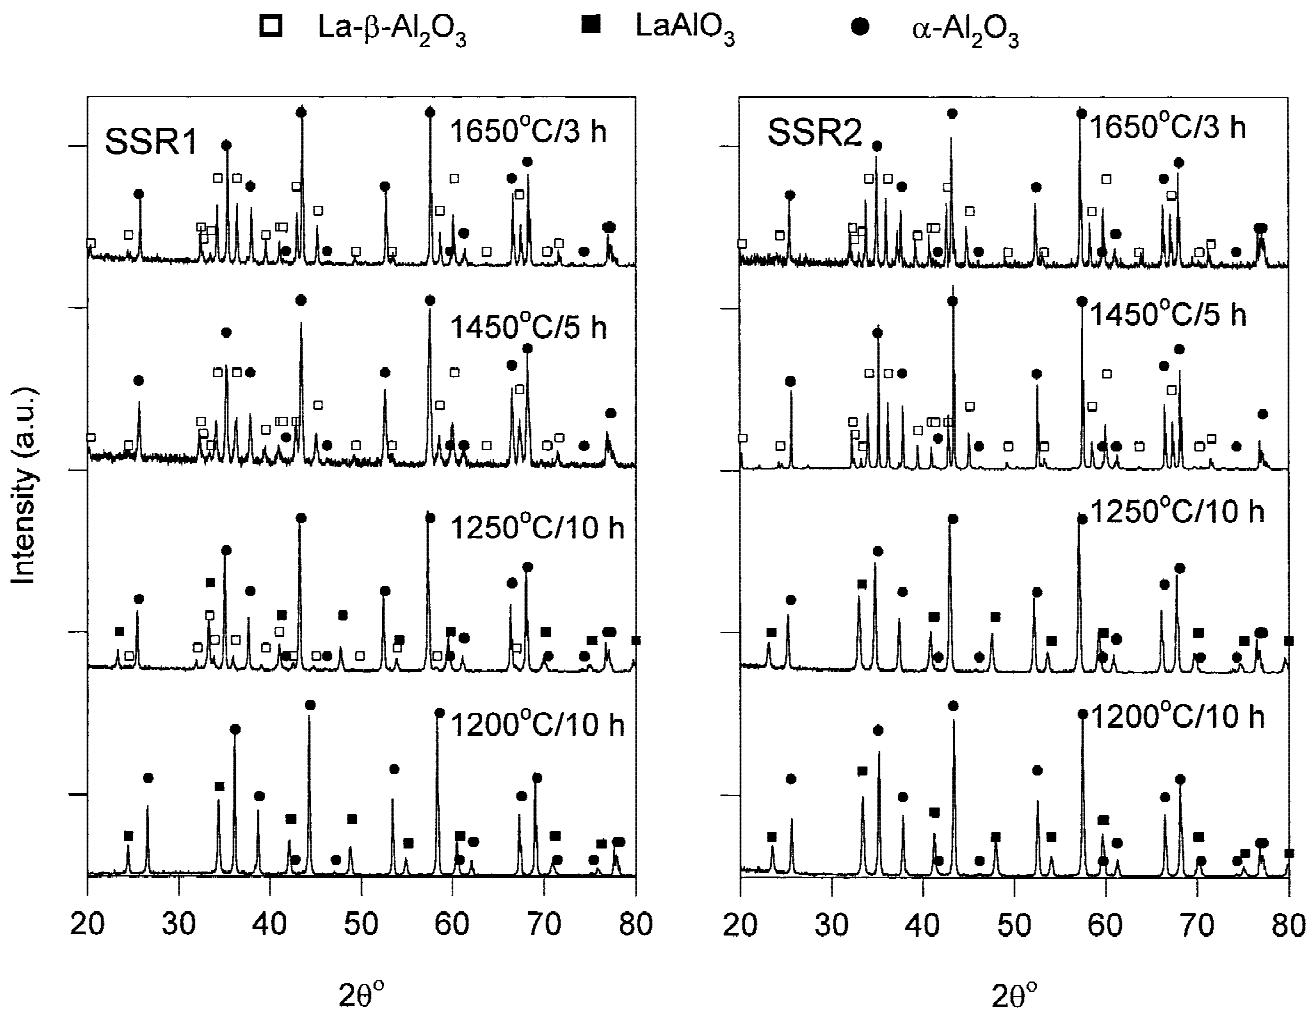 La-β-Al₂O₃ LaAlO₃ α-Al₂O₃
SSR1
1650°C/3 h
1450°C/5 h
1250°C/10 h
1200°C/10 h
SSR2
1650°C/3 h
1450°C/5 h
1250°C/10 h
1200°C/10 h
Intensity (a.u.)
20 30 40 50 60 70 80
20 30 40 50 60 70 80
2θ°
2θ°